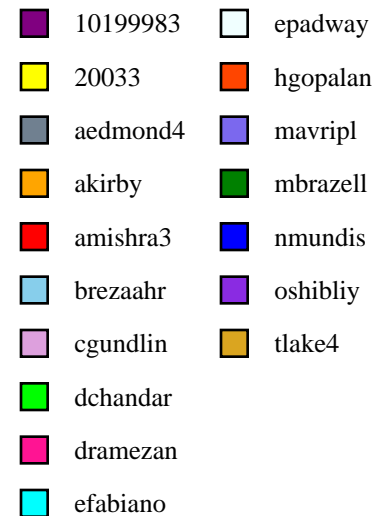 10199983
20033
aedmond4
akirby
amishra3
brezaahr
cgundlin
dchandar
dramezan
efabiano
epadway
hgopalan
mavripl
mbrazell
nmundis
oshibliy
tlake4